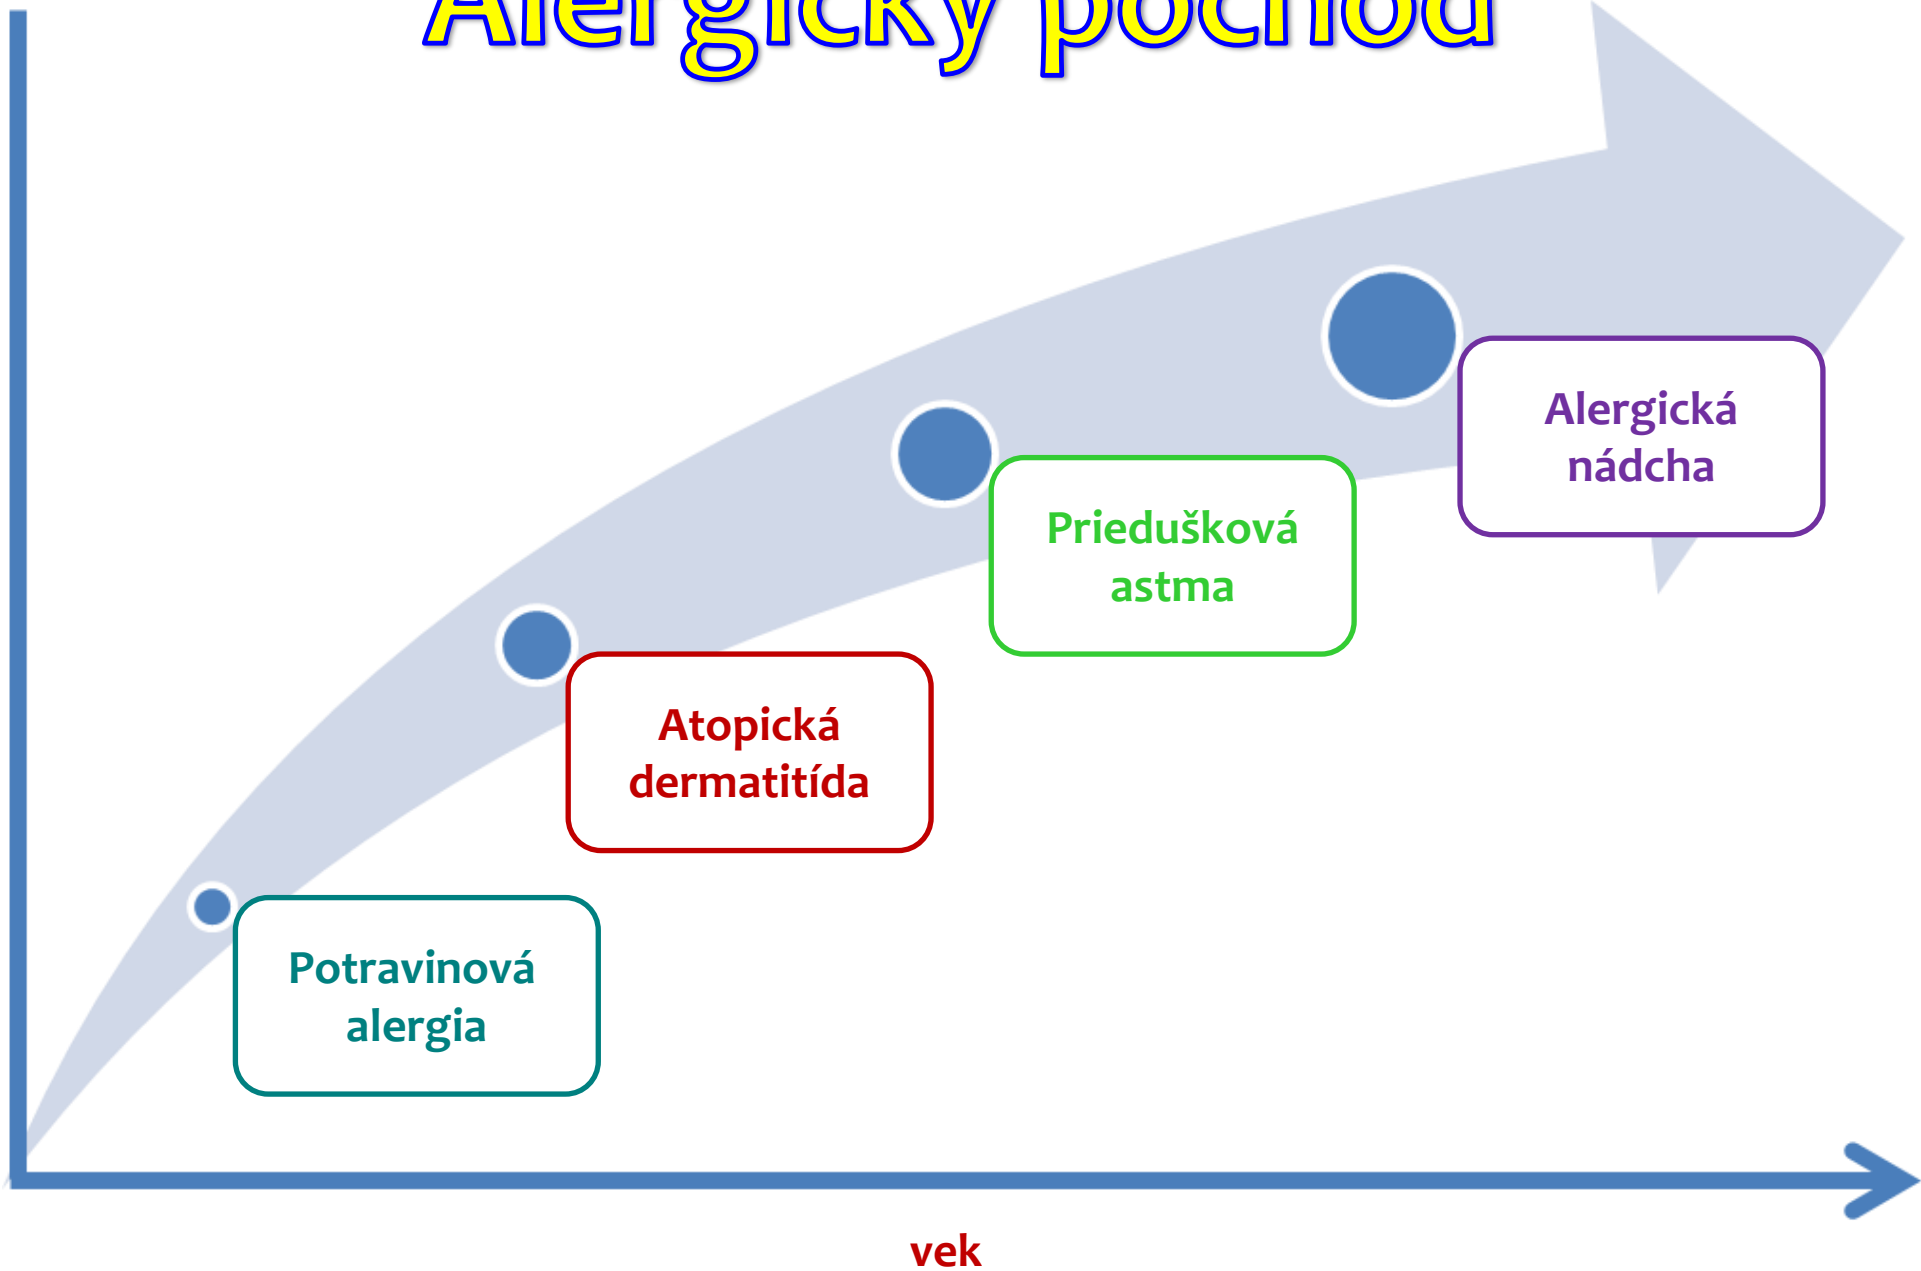 Alergický pochod
Alergická
nádcha
Priedušková
astma
Atopická
dermatitída
Potravinová
alergia
vek